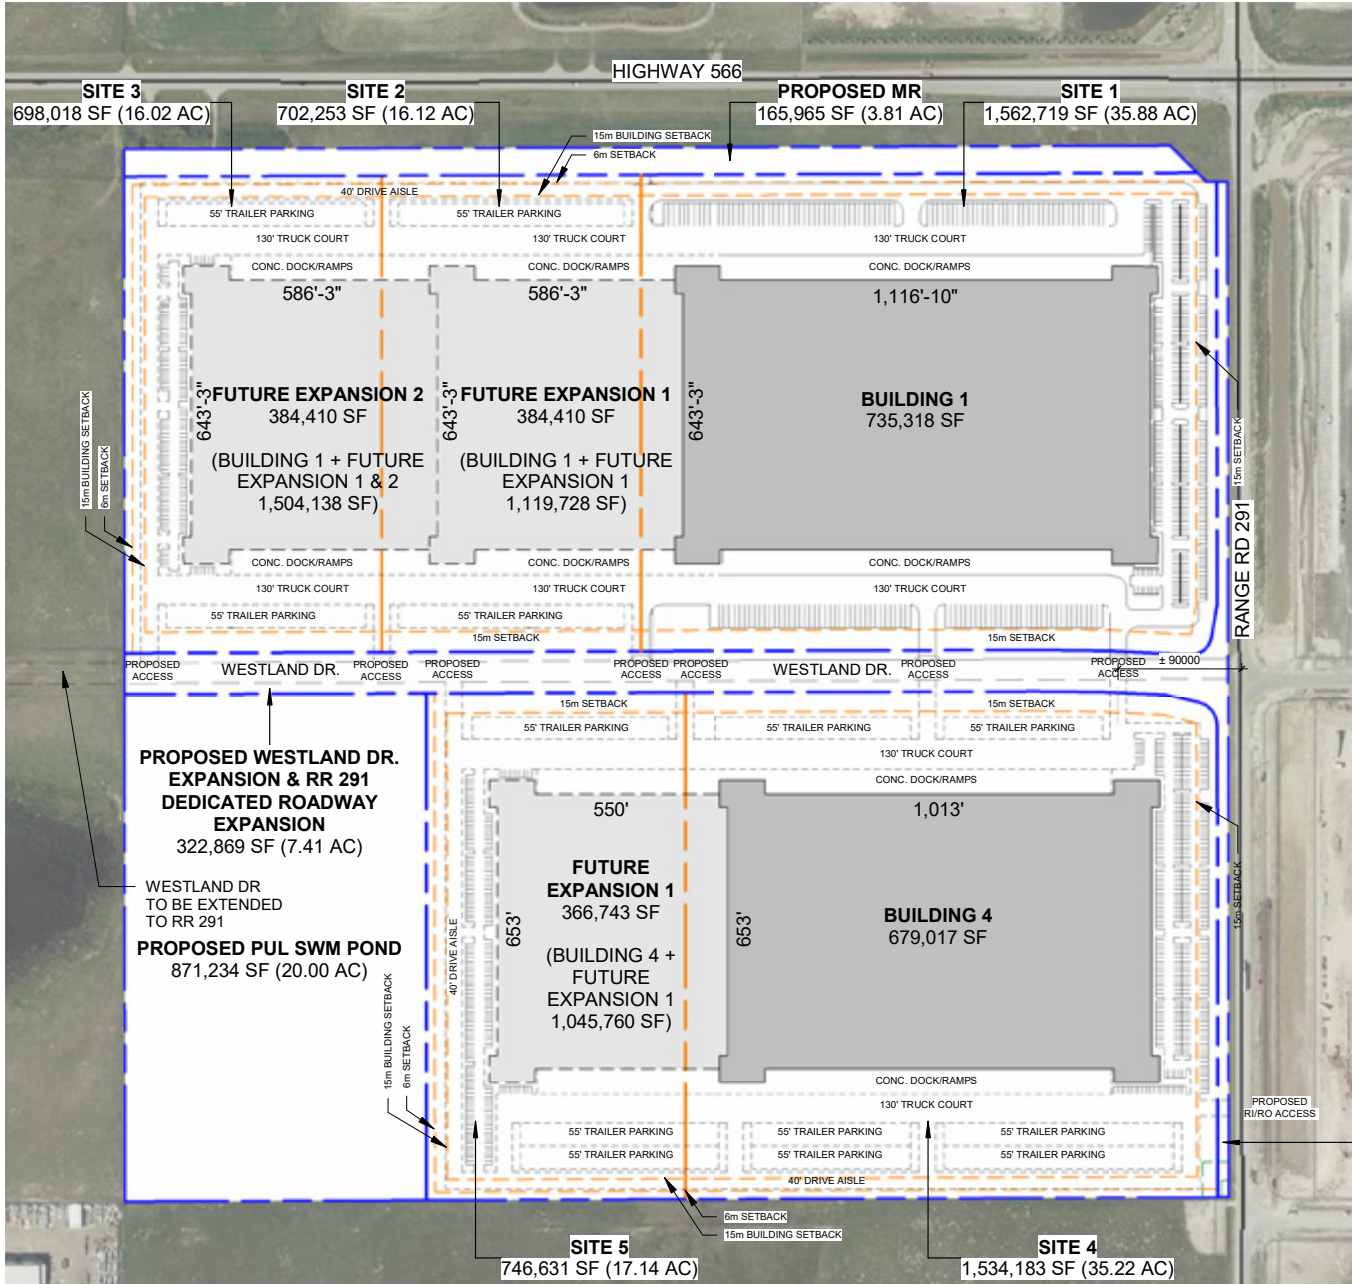 HIGHWAY 566
SITE 3
698,018 SF (16.02 AC)
SITE 2
702,253 SF (16.12 AC)
PROPOSED MR
165,965 SF (3.81 AC)
SITE 1
1,562,719 SF (35.88 AC)
15m BUILDING SETBACK
6m SETBACK
40' DRIVE AISLE
55' TRAILER PARKING
55' TRAILER PARKING
130' TRUCK COURT
130' TRUCK COURT
130' TRUCK COURT
CONC. DOCK/RAMPS
CONC. DOCK/RAMPS
CONC. DOCK/RAMPS
586'-3"
586'-3"
1,116'-10"
643'-3"
643'-3"
643'-3"
FUTURE EXPANSION 2
384,410 SF
(BUILDING 1 + FUTURE
EXPANSION 1 & 2
1,504,138 SF)
FUTURE EXPANSION 1
384,410 SF
(BUILDING 1 + FUTURE
EXPANSION 1
1,119,728 SF)
BUILDING 1
735,318 SF
15m BUILDING SETBACK
6m SETBACK
15m SETBACK
RANGE RD 291
CONC. DOCK/RAMPS
CONC. DOCK/RAMPS
CONC. DOCK/RAMPS
130' TRUCK COURT
130' TRUCK COURT
130' TRUCK COURT
55' TRAILER PARKING
55' TRAILER PARKING
15m SETBACK
15m SETBACK
PROPOSED
ACCESS
WESTLAND DR.
PROPOSED
ACCESS
PROPOSED
ACCESS
PROPOSED
ACCESS
PROPOSED
ACCESS
WESTLAND DR.
PROPOSED
ACCESS
PROPOSED
ACCESS
± 90000
15m SETBACK
15m SETBACK
55' TRAILER PARKING
55' TRAILER PARKING
55' TRAILER PARKING
130' TRUCK COURT
CONC. DOCK/RAMPS
PROPOSED WESTLAND DR.
EXPANSION & RR 291
DEDICATED ROADWAY
EXPANSION
322,869 SF (7.41 AC)
WESTLAND DR
TO BE EXTENDED
TO RR 291
PROPOSED PUL SWM POND
871,234 SF (20.00 AC)
550'
1,013'
653'
653'
FUTURE
EXPANSION 1
366,743 SF
(BUILDING 4 +
FUTURE
EXPANSION 1
1,045,760 SF)
BUILDING 4
679,017 SF
15m SETBACK
40' DRIVE AISLE
15m BUILDING SETBACK
6m SETBACK
CONC. DOCK/RAMPS
130' TRUCK COURT
PROPOSED
RI/RO ACCESS
55' TRAILER PARKING
55' TRAILER PARKING
55' TRAILER PARKING
55' TRAILER PARKING
55' TRAILER PARKING
55' TRAILER PARKING
40' DRIVE AISLE
6m SETBACK
15m BUILDING SETBACK
SITE 5
746,631 SF (17.14 AC)
SITE 4
1,534,183 SF (35.22 AC)